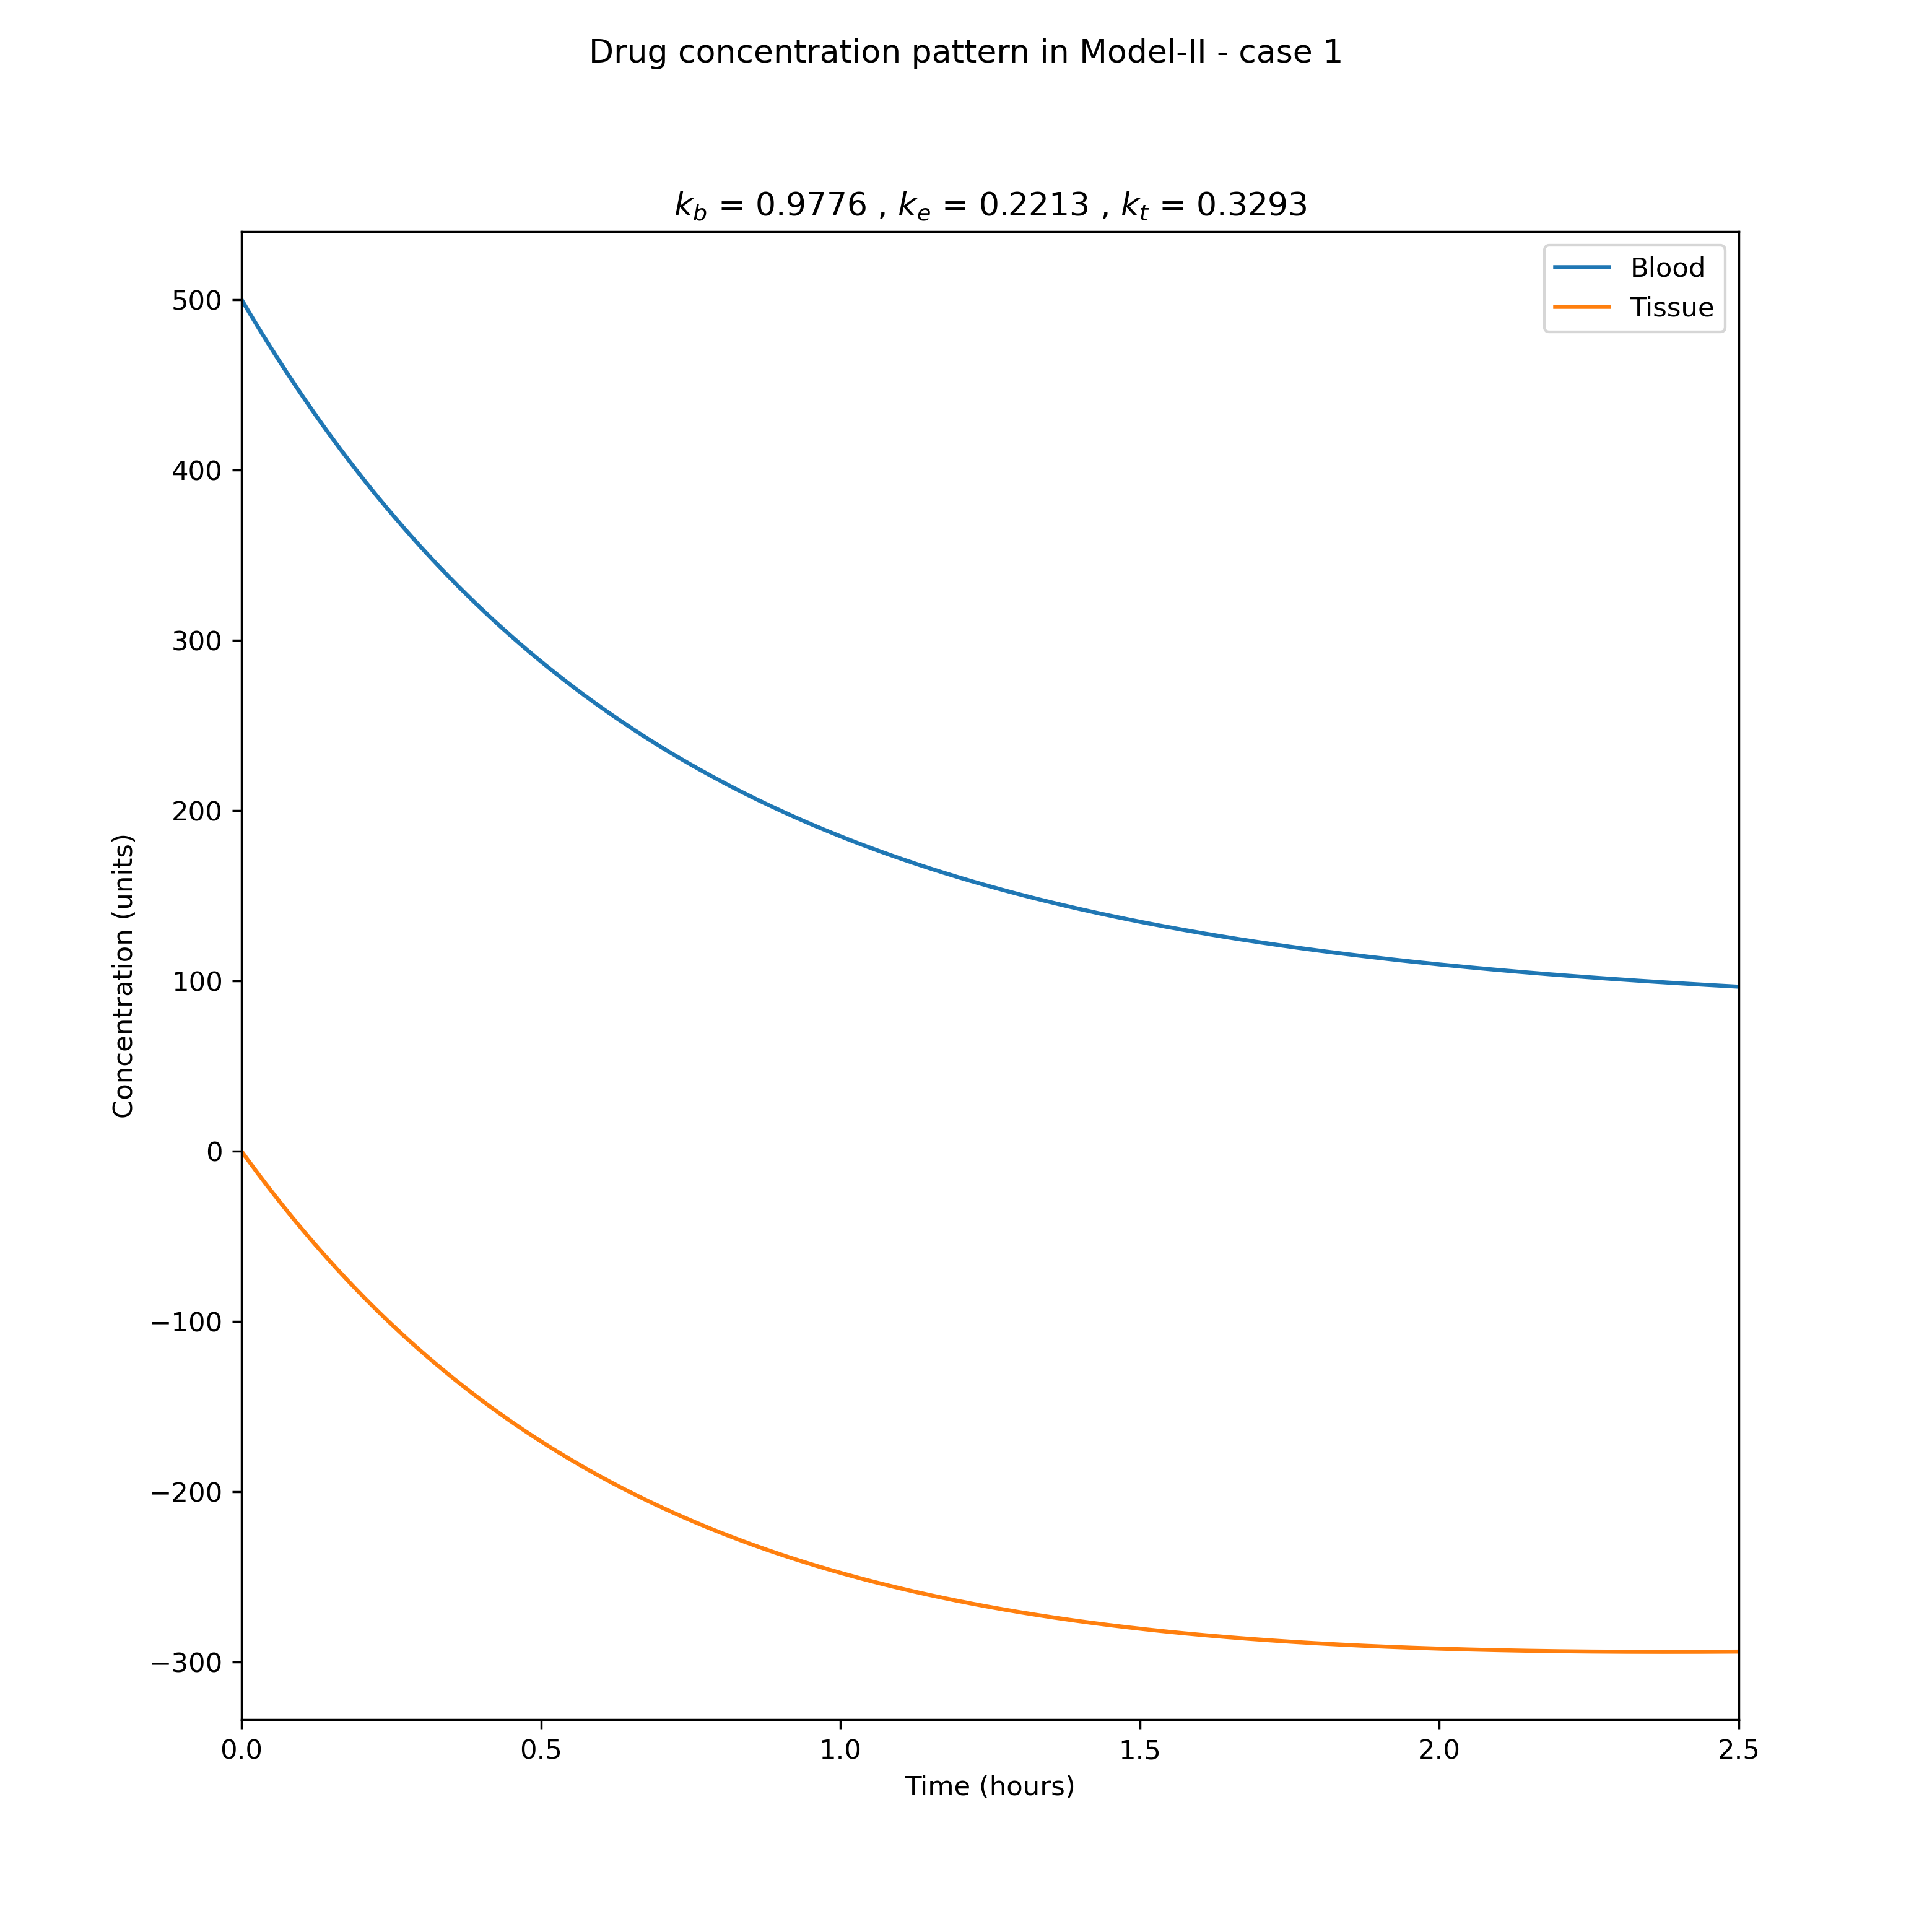 Drug concentration pattern in Model-II - case 1
k_b = 0.9776 , k_e = 0.2213 , k_t = 0.3293
Blood
Tissue
500
400
300
200
100
0
−100
−200
−300
Concentration (units)
0.0 0.5 1.0 1.5 2.0 2.5
Time (hours)